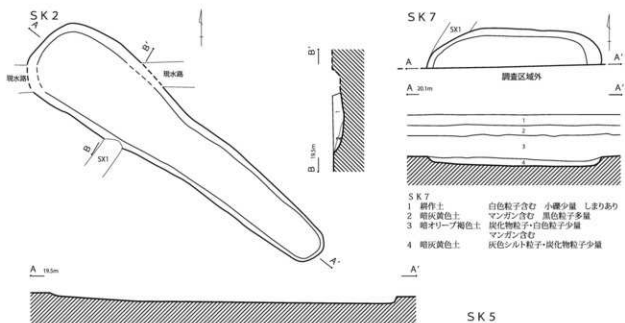 SK2
A
B'
現水路
現水路
B
SX1
A'
B'
1
B 19.5m
A 19.5m A'
SK7
SX1
A A'
調査区域外
A 20.1m A'
1
2
3
4
SK7
1 耕作土 白色粒子含む 小礫少量 しまりあり
2 暗灰黄色土 マンガン含む 黒色粒子多量
3 暗オリーブ褐色土 炭化物粒子・白色粒子少量
マンガン含む
4 暗灰黄色土 灰色シルト粒子・炭化物粒子少量
SK5